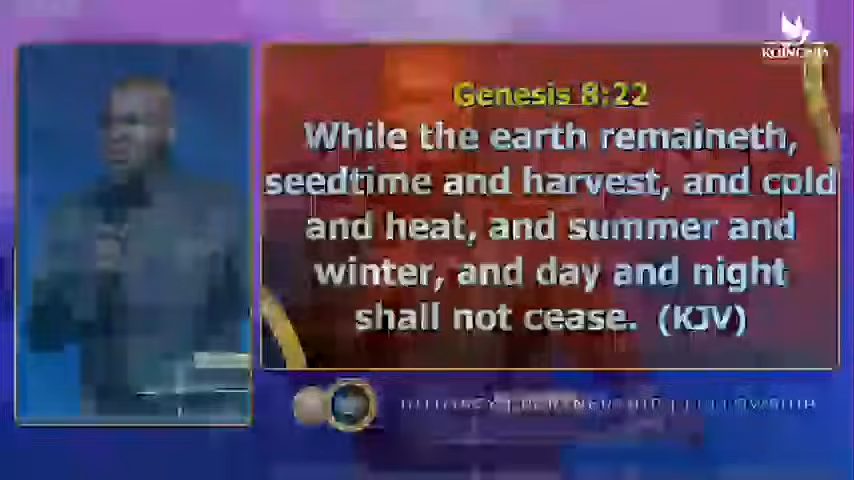 KOINONIA
Genesis 8:22
While the earth remaineth,
seedtime and harvest, and cold
and heat, and summer and
winter, and day and night
shall not cease. (KJV)